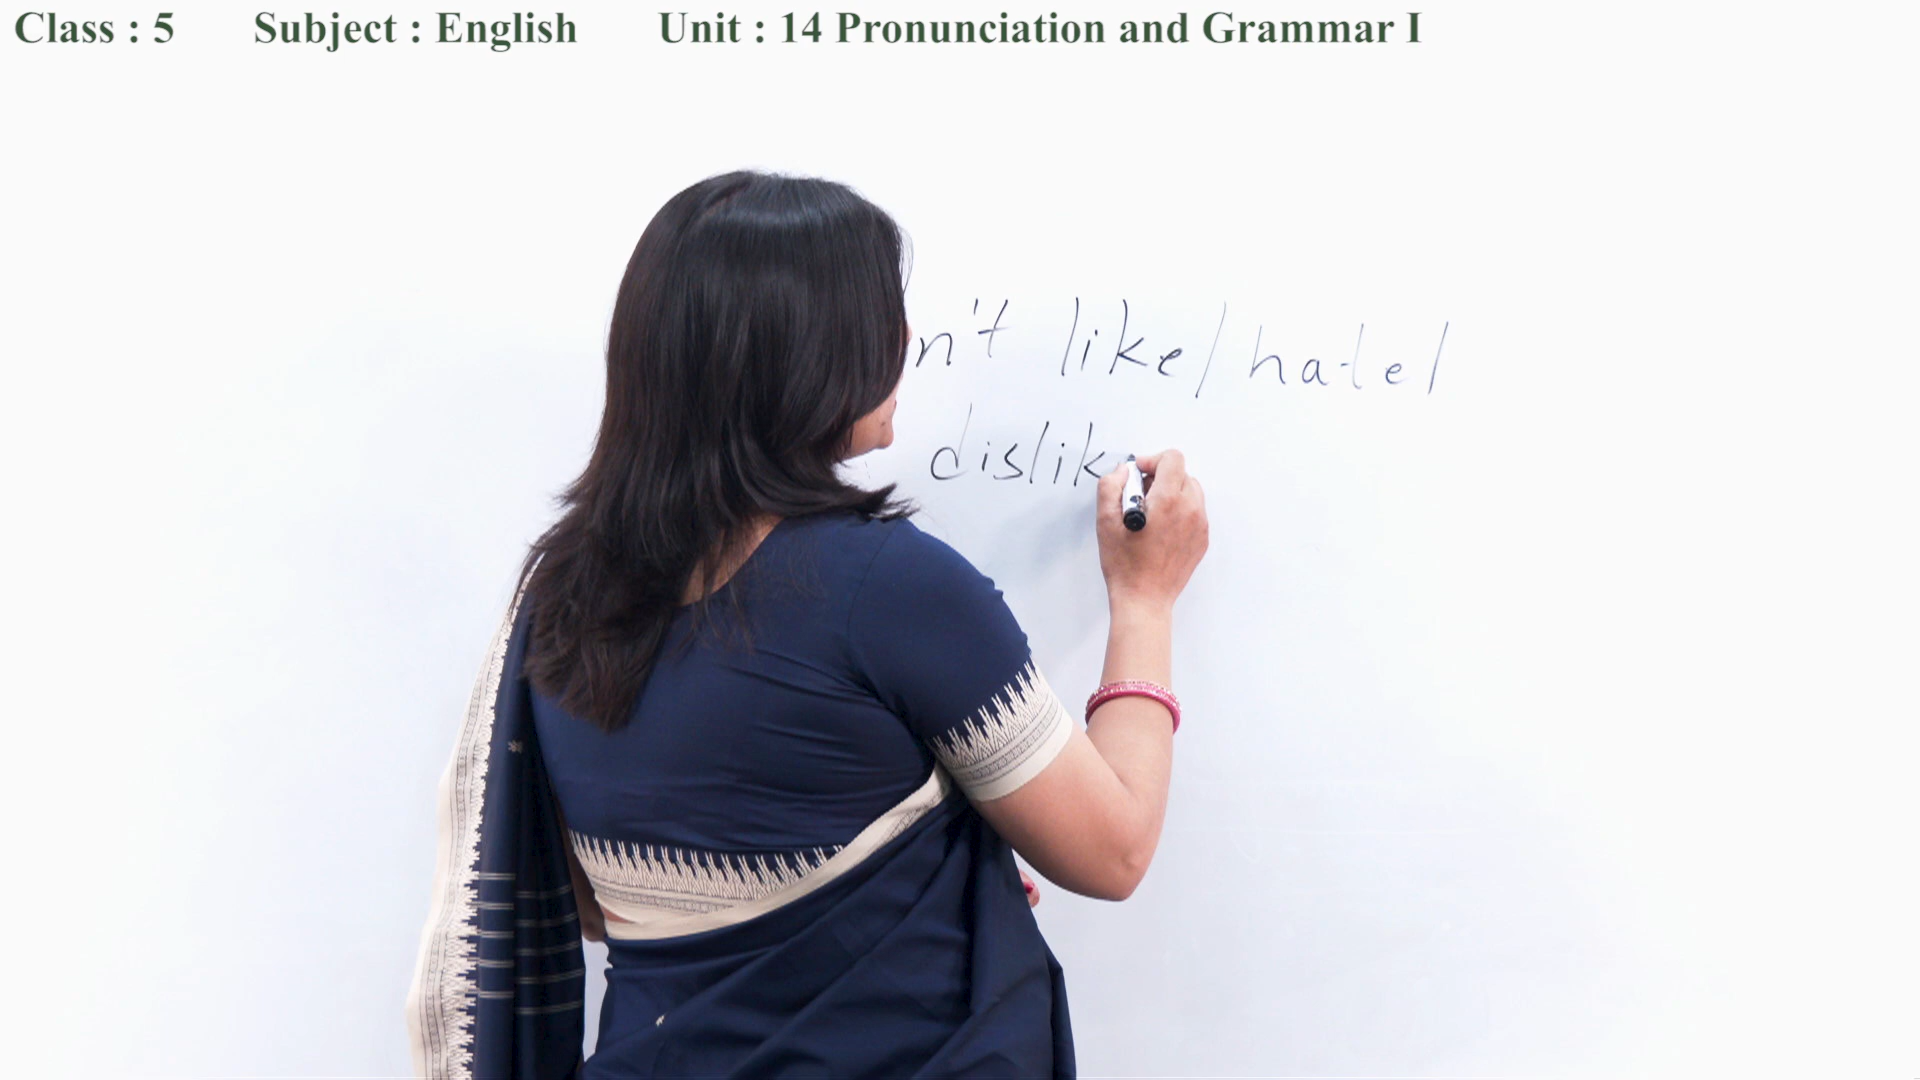 Class : 5 Subject : English Unit : 14 Pronunciation and Grammar I
n't like/hate/
dislik